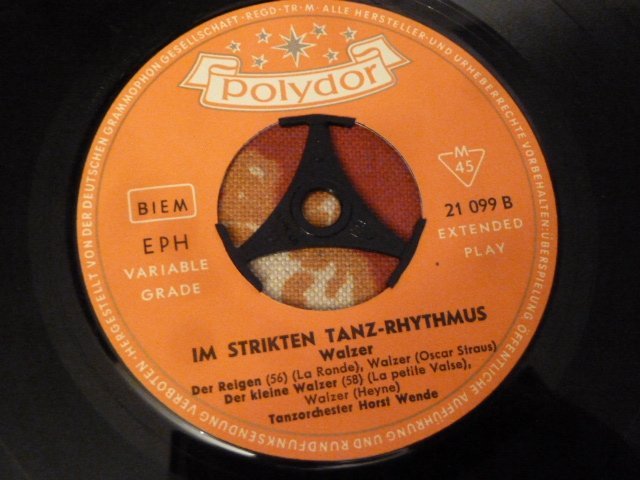 HERGESTELLT VON DER DEUTSCHEN GRAMMOPHON GESELLSCHAFT · REGD·TR·M · ALLE HERSTELLER- UND URHEBERRECHTE VORBEHALTEN · ÜBERSPIELUNG, ÖFFENTLICHE AUFFÜHRUNG UND RUNDFUNKSENDUNG VERBOTEN ·
Polydor
BIEM
EPH
VARIABLE
GRADE
M
45
21 099 B
EXTENDED
PLAY
IM STRIKTEN TANZ-RHYTHMUS
Walzer
Der Reigen (56) (La Ronde), Walzer (Oscar Straus)
Der kleine Walzer (58) (La petite Valse),
Walzer (Heyne)
Tanzorchester Horst Wende